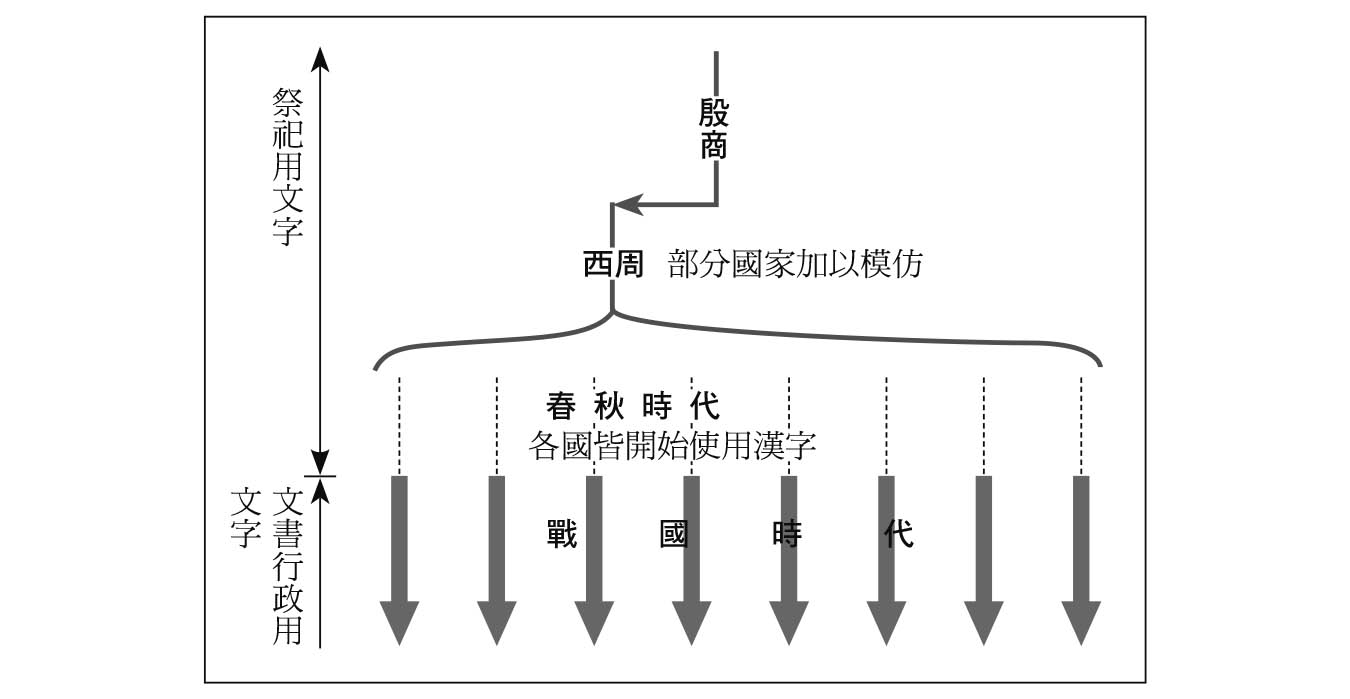 殷商
祭祀用文字
西周 部分國家加以模仿
春秋時代
各國皆開始使用漢字
文書行政用
文字
戰國時代